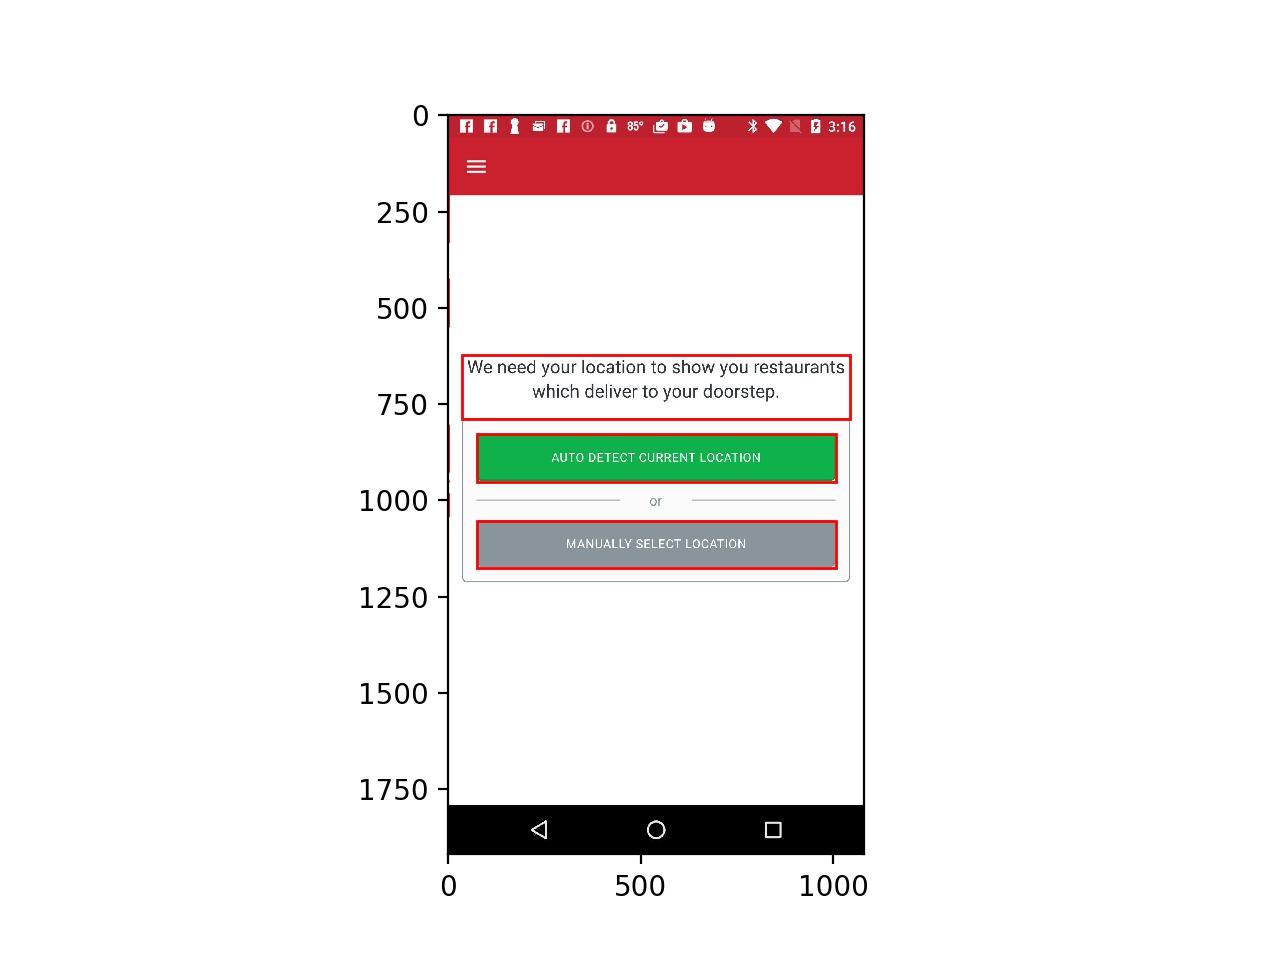 0
85°
3:16
250
500
We need your location to show you restaurants
which deliver to your doorstep.
750
AUTO DETECT CURRENT LOCATION
1000
or
MANUALLY SELECT LOCATION
1250
1500
1750
0
500
1000